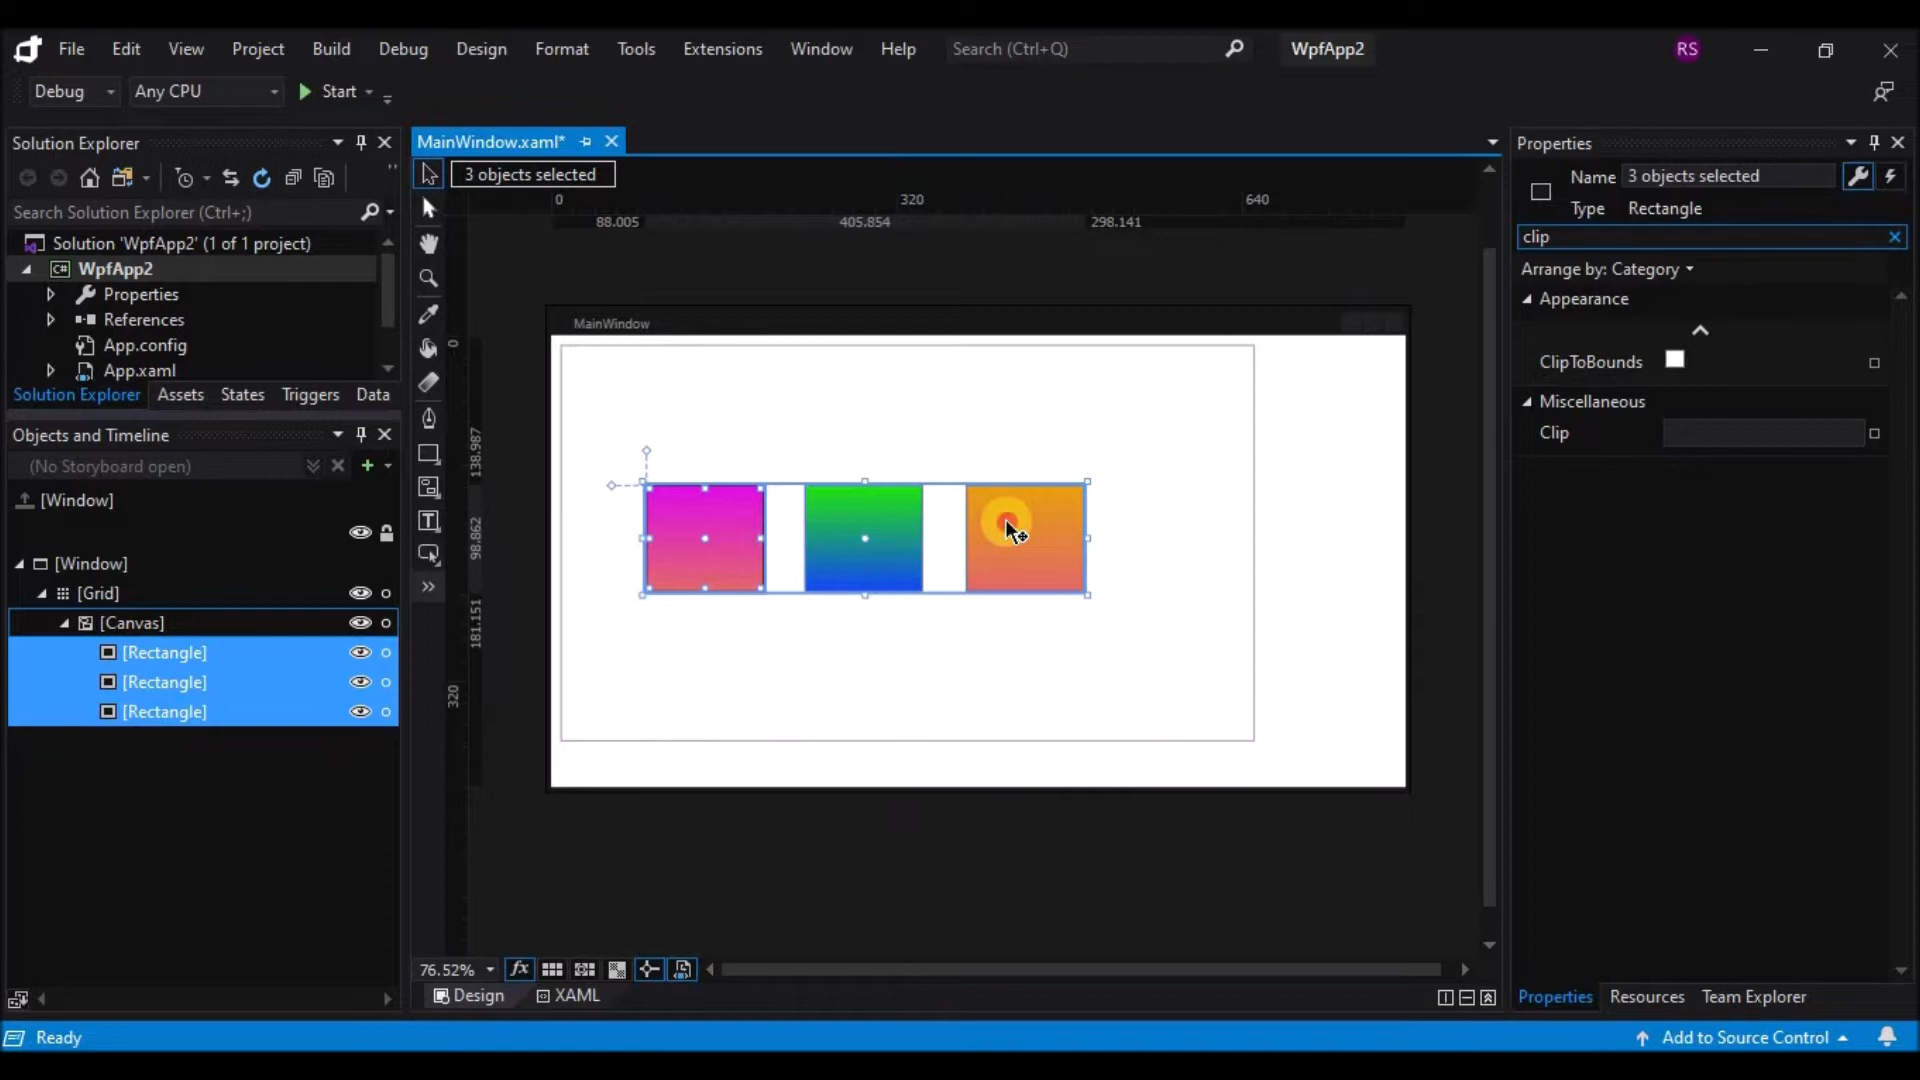 File Edit View Project Build Debug Design Format Tools Extensions Window Help Search (Ctrl+Q) WpfApp2 RS
Debug Any CPU Start
Solution Explorer
Search Solution Explorer (Ctrl+;)
Solution 'WpfApp2' (1 of 1 project)
C# WpfApp2
Properties
References
App.config
App.xaml
Solution Explorer Assets States Triggers Data
Objects and Timeline
(No Storyboard open)
[Window]
[Window]
[Grid]
[Canvas]
[Rectangle]
[Rectangle]
[Rectangle]
MainWindow.xaml*
3 objects selected
0 320 640
88.005 405.854 298.141
0
138.987
98.862
181.151
320
MainWindow
76.52% fx
Design XAML
Properties
Name 3 objects selected
Type Rectangle
clip
Arrange by: Category
Appearance
ClipToBounds
Miscellaneous
Clip
Properties Resources Team Explorer
Ready Add to Source Control